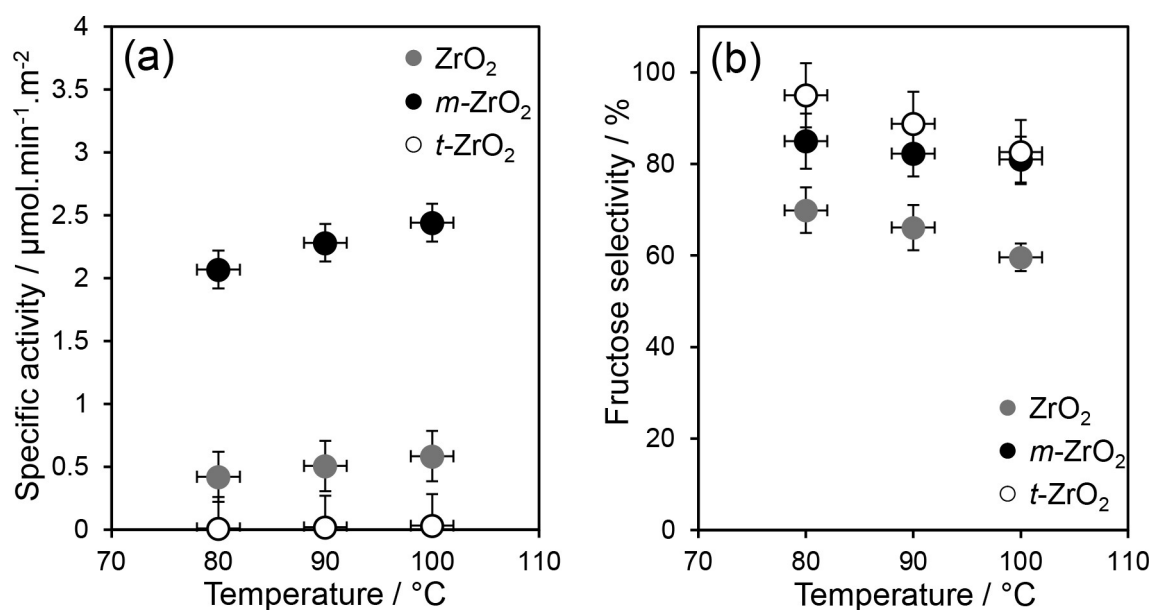 (a)
ZrO₂
m-ZrO₂
t-ZrO₂
Specific activity / µmol.min⁻¹.m⁻²
4
3.5
3
2.5
2
1.5
1
0.5
0
70 80 90 100 110
Temperature / °C
(b)
Fructose selectivity / %
100
80
60
40
20
0
ZrO₂
m-ZrO₂
t-ZrO₂
70 80 90 100 110
Temperature / °C